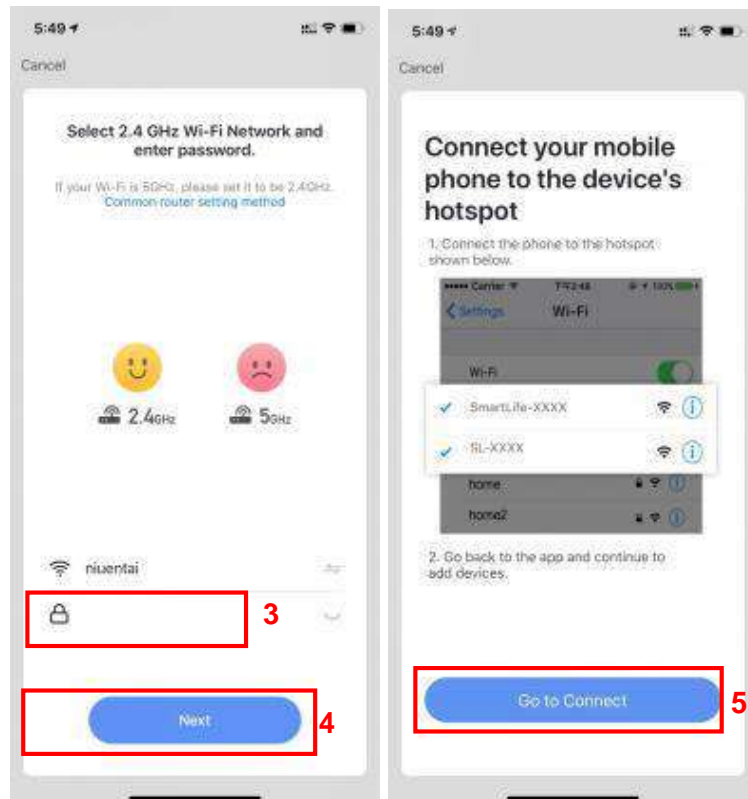 5:49
Cancel
Select 2.4 GHz Wi-Fi Network and
enter password.
If your Wi-Fi is 5GHz, please set it to be 2.4GHz.
Common router setting method
2.4GHz
5GHz
niuentai
3
Next
4
5:49
Cancel
Connect your mobile
phone to the device's
hotspot
1. Connect the phone to the hotspot
shown below.
Carrier
100%
Settings
Wi-Fi
Wi-Fi
SmartLife-XXXX
SL-XXXX
home
home2
2. Go back to the app and continue to
add devices.
Go to Connect
5